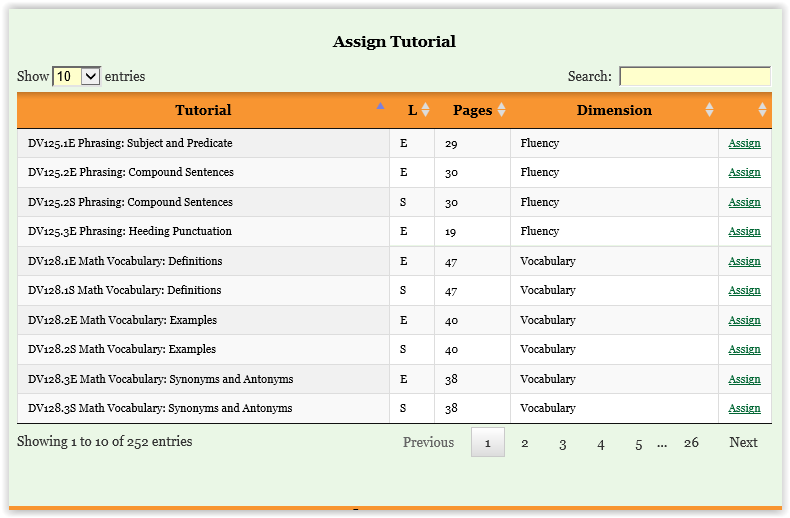 Assign Tutorial
Show 10 entries Search:
Tutorial L Pages Dimension
DV125.1E Phrasing: Subject and Predicate E 29 Fluency Assign
DV125.2E Phrasing: Compound Sentences E 30 Fluency Assign
DV125.2S Phrasing: Compound Sentences S 30 Fluency Assign
DV125.3E Phrasing: Heeding Punctuation E 19 Fluency Assign
DV128.1E Math Vocabulary: Definitions E 47 Vocabulary Assign
DV128.1S Math Vocabulary: Definitions S 47 Vocabulary Assign
DV128.2E Math Vocabulary: Examples E 40 Vocabulary Assign
DV128.2S Math Vocabulary: Examples S 40 Vocabulary Assign
DV128.3E Math Vocabulary: Synonyms and Antonyms E 38 Vocabulary Assign
DV128.3S Math Vocabulary: Synonyms and Antonyms S 38 Vocabulary Assign
Showing 1 to 10 of 252 entries Previous 1 2 3 4 5 ... 26 Next